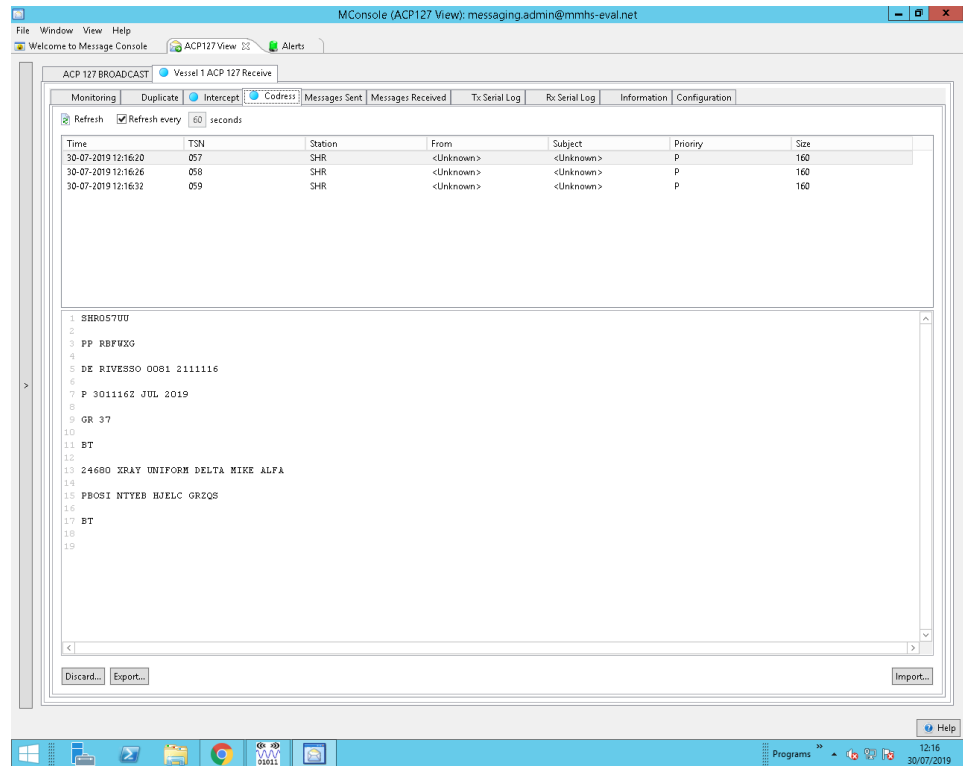 MConsole (ACP127 View): messaging.admin@mmhs-eval.net
File Window View Help
Welcome to Message Console ACP127 View Alerts
ACP 127 BROADCAST Vessel 1 ACP 127 Receive
Monitoring Duplicate Intercept Codress Messages Sent Messages Received Tx Serial Log Rx Serial Log Information Configuration
Refresh Refresh every 60 seconds
Time TSN Station From Subject Prioriry Size
30-07-2019 12:16:20 057 SHR <Unknown> <Unknown> P 160
30-07-2019 12:16:26 058 SHR <Unknown> <Unknown> P 160
30-07-2019 12:16:32 059 SHR <Unknown> <Unknown> P 160
1 SHR057UU
2
3 PP RBFWXG
4
5 DE RIVESSO 0081 2111116
6
7 P 301116Z JUL 2019
8
9 GR 37
10
11 BT
12
13 24680 XRAY UNIFORM DELTA MIKE ALFA
14
15 PBOSI NTYEB HJELC GRZQS
16
17 BT
18
19
>
Discard... Export... Import...
Help
01011
Programs
12:16
30/07/2019